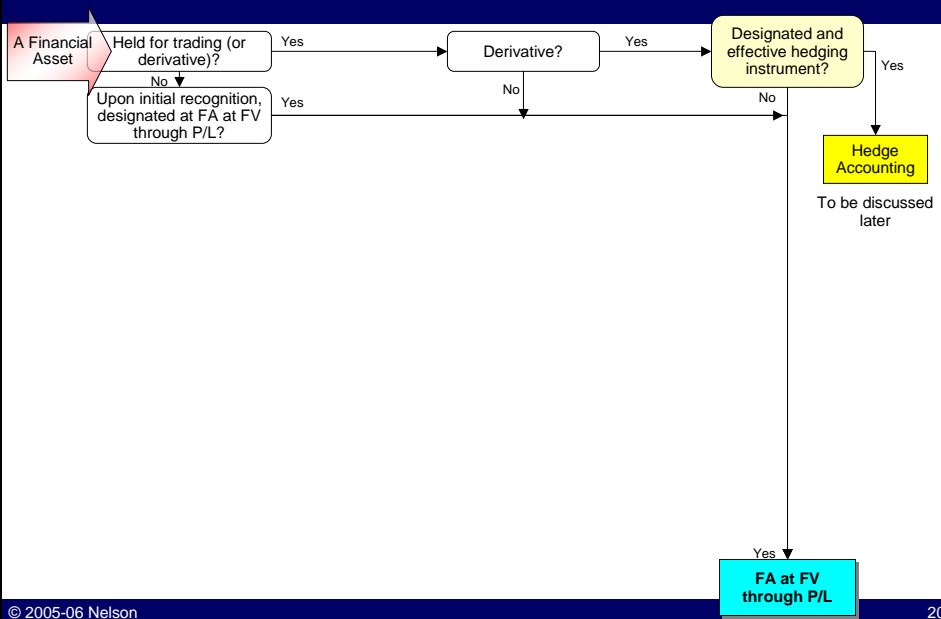 A Financial
Asset
Held for trading (or
derivative)?
Yes
Derivative?
Yes
Designated and
effective hedging
instrument?
Yes
No
Upon initial recognition,
designated at FA at FV
through P/L?
Yes
No
No
Hedge
Accounting
To be discussed
later
Yes
FA at FV
through P/L
© 2005-06 Nelson
20